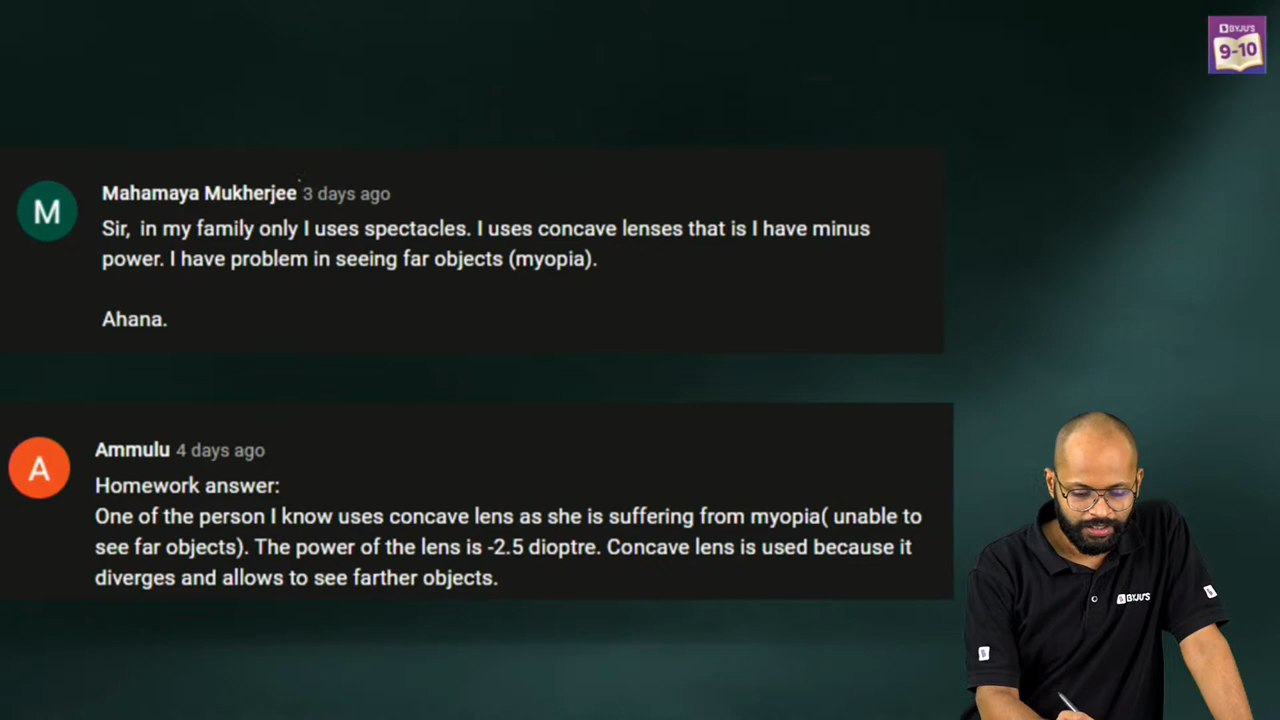 BYJU'S
9-10
Mahamaya Mukherjee 3 days ago
Sir, in my family only I uses spectacles. I uses concave lenses that is I have minus
power. I have problem in seeing far objects (myopia).
Ahana.
Ammulu 4 days ago
Homework answer:
One of the person I know uses concave lens as she is suffering from myopia( unable to
see far objects). The power of the lens is -2.5 dioptre. Concave lens is used because it
diverges and allows to see farther objects.
M
A
BYJU'S